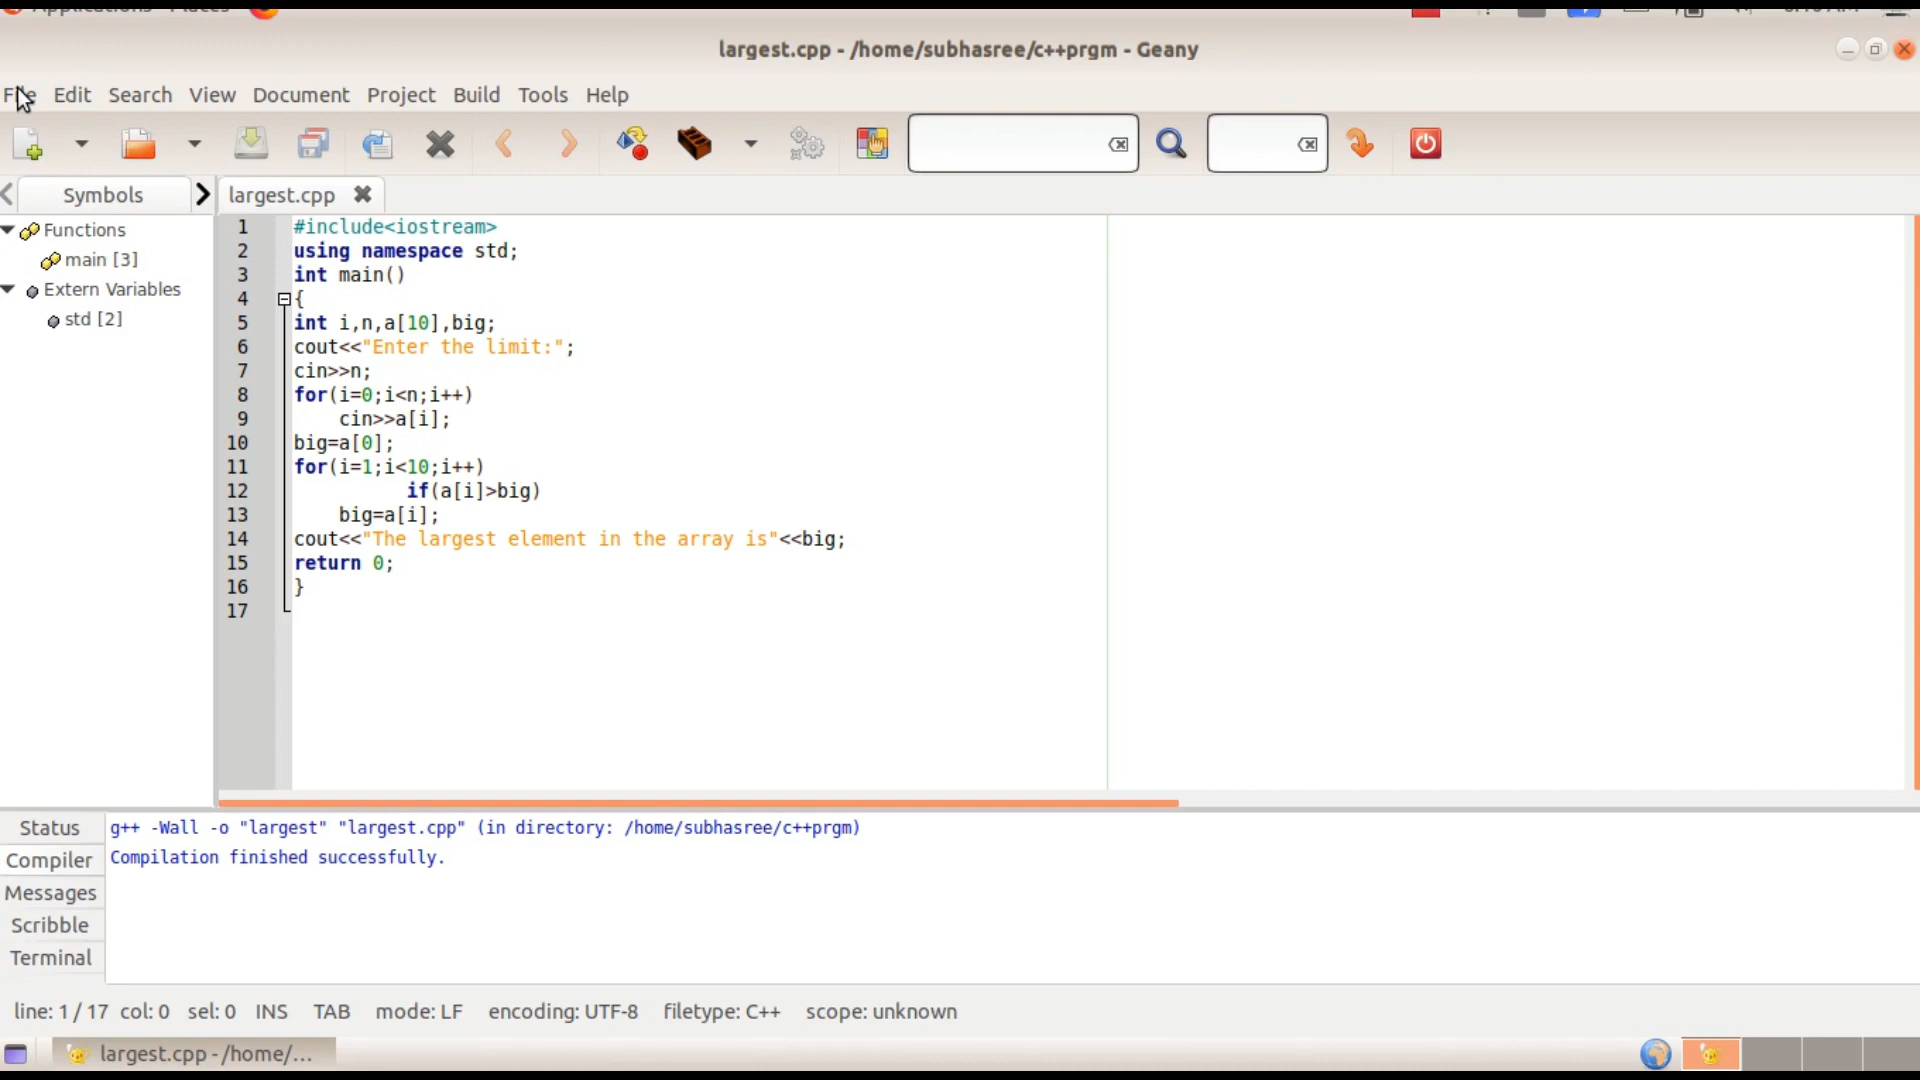 Applications Places
largest.cpp - /home/subhasree/c++prgm - Geany
File Edit Search View Document Project Build Tools Help
Symbols
largest.cpp
Functions
main [3]
Extern Variables
std [2]
1 #include<iostream>
2 using namespace std;
3 int main()
4 {
5 int i,n,a[10],big;
6 cout<<"Enter the limit:";
7 cin>>n;
8 for(i=0;i<n;i++)
9 cin>>a[i];
10 big=a[0];
11 for(i=1;i<10;i++)
12 if(a[i]>big)
13 big=a[i];
14 cout<<"The largest element in the array is"<<big;
15 return 0;
16 }
17
Status
Compiler
Messages
Scribble
Terminal
g++ -Wall -o "largest" "largest.cpp" (in directory: /home/subhasree/c++prgm)
Compilation finished successfully.
line: 1 / 17 col: 0 sel: 0 INS TAB mode: LF encoding: UTF-8 filetype: C++ scope: unknown
largest.cpp - /home/...